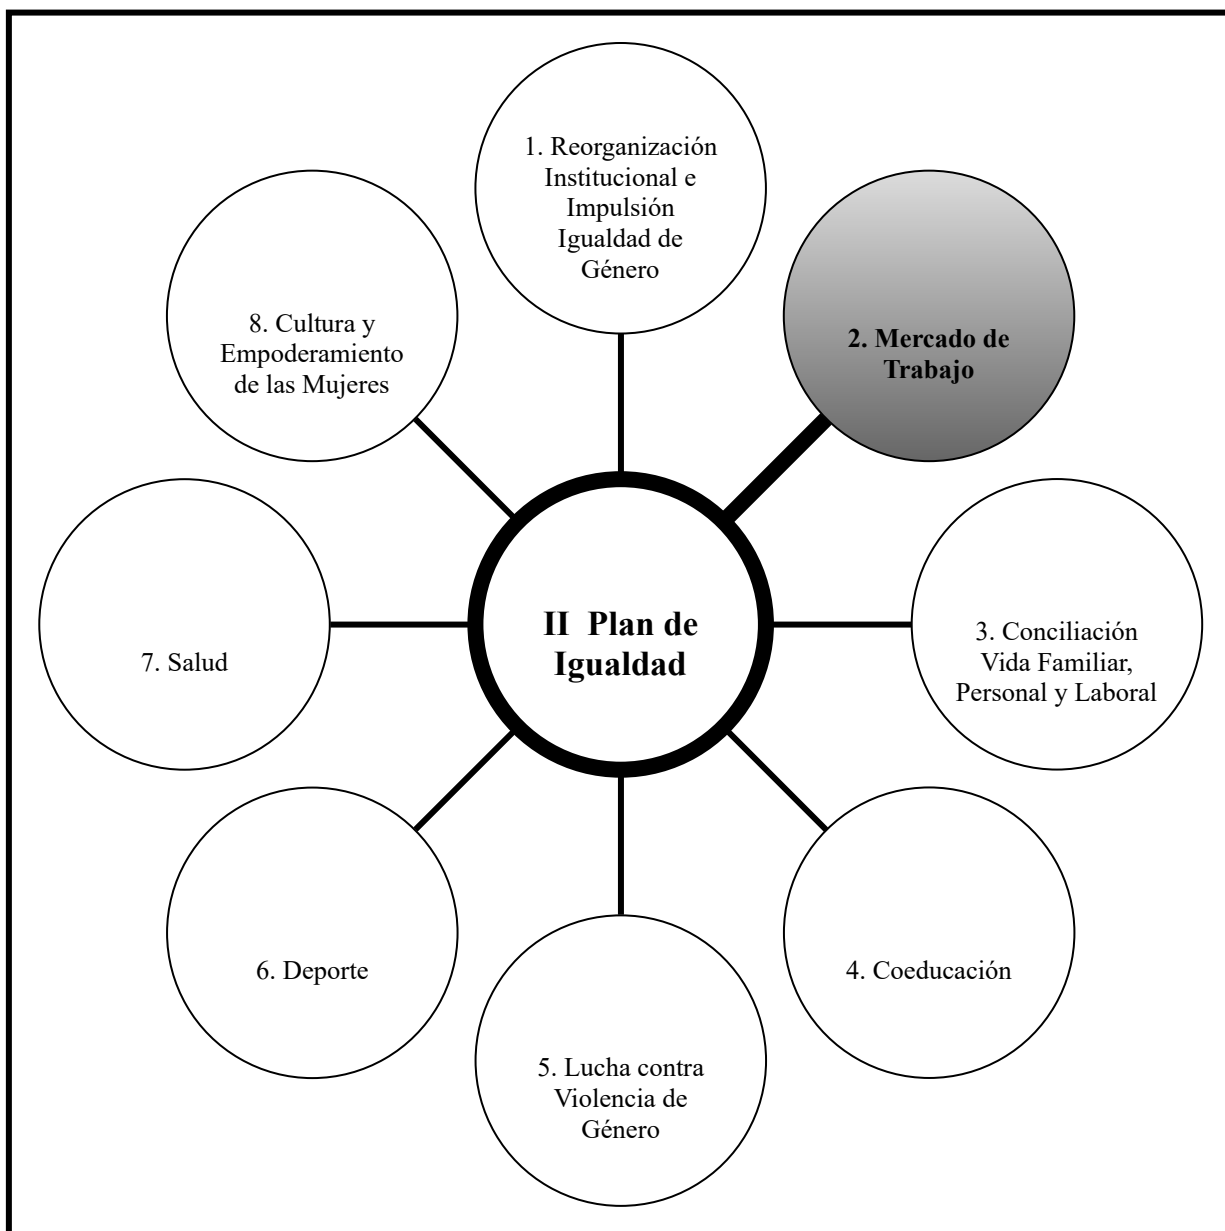 1. Reorganización
Institucional e
Impulsión
Igualdad de
Género
2. Mercado de
Trabajo
3. Conciliación
Vida Familiar,
Personal y Laboral
4. Coeducación
5. Lucha contra
Violencia de
Género
6. Deporte
7. Salud
8. Cultura y
Empoderamiento
de las Mujeres
II Plan de
Igualdad